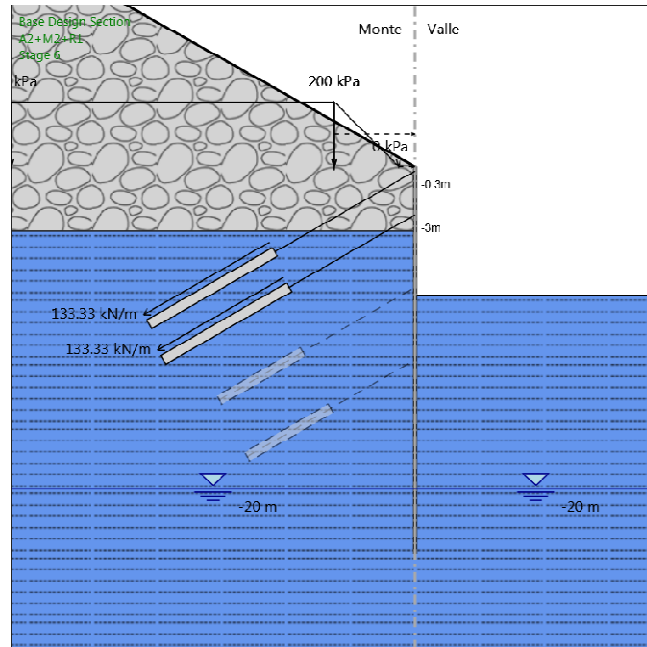 Base Design Section
A2+M2+R1
Stage 6
Monte
Valle
kPa
200 kPa
0 kPa
-0.3m
-3m
133.33 kN/m
133.33 kN/m
-20 m
-20 m